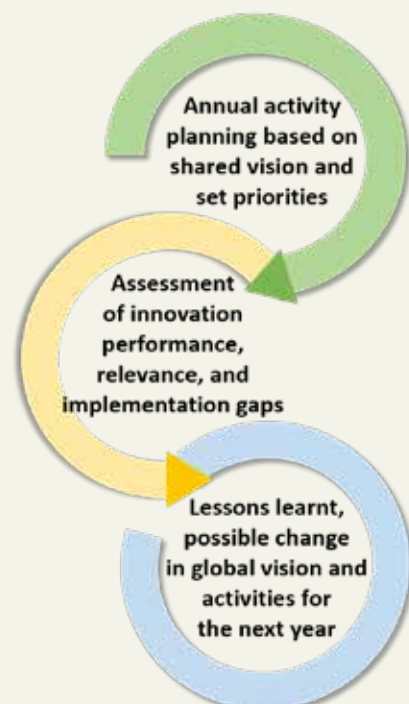 Annual activity
planning based on
shared vision and
set priorities
Assessment
of innovation
performance,
relevance, and
implementation gaps
Lessons learnt,
possible change
in global vision and
activities for
the next year